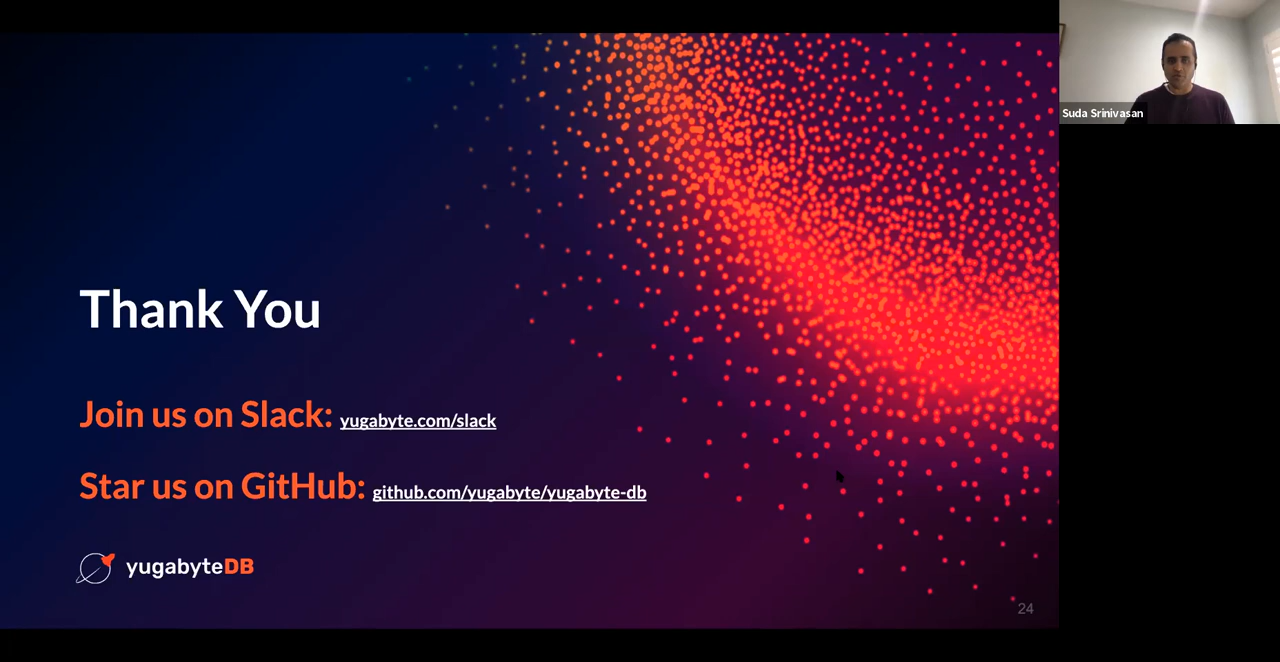 Suda Srinivasan
Thank You
Join us on Slack: yugabyte.com/slack
Star us on GitHub: github.com/yugabyte/yugabyte-db
yugabyteDB
24